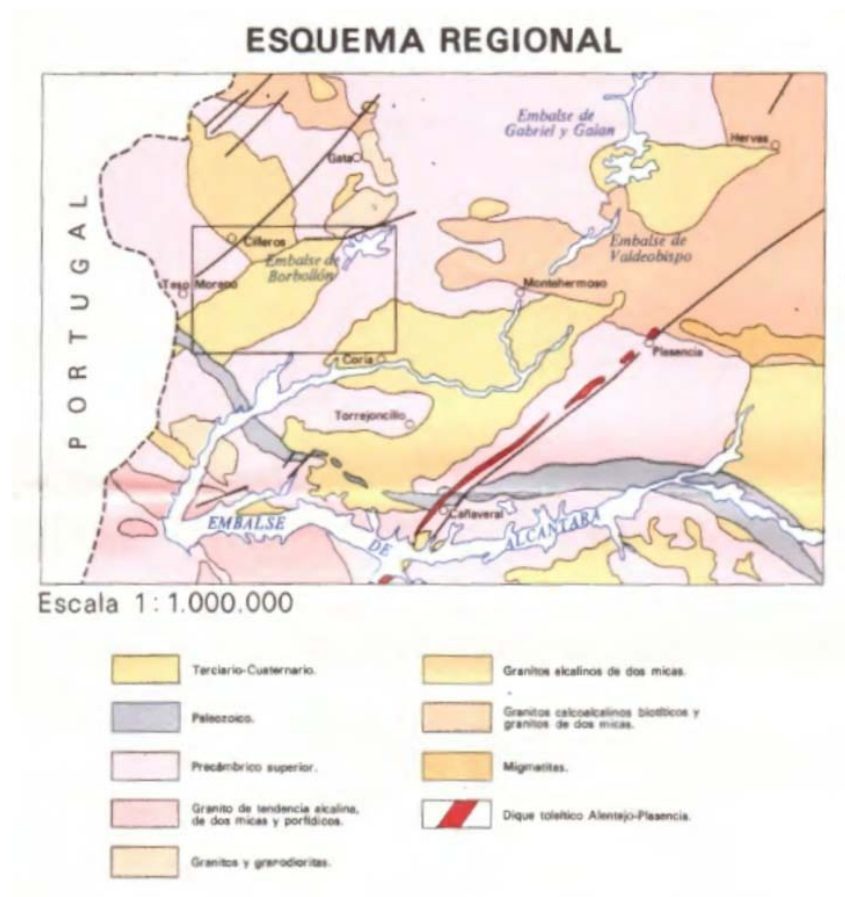 ESQUEMA REGIONAL
Embalse de
Gabriel y Galan
Hervas
Gata
PORTUGAL
Cilleros
Embalse de
Borbollón
Embalse de
Valdeobispo
Teso Moreno
Montehermoso
Coria
Plasencia
Torrejoncillo
Cañaveral
EMBALSE
DE
ALCANTARA
Escala 1:1.000.000
Terciario-Cuaternario.
Paleozoico.
Precámbrico superior.
Granito de tendencia alcalina,
de dos micas y porfídicos.
Granitos y granodioritas.
Granitos alcalinos de dos micas.
Granitos calcoalcalinos biotíticos y
granitos de dos micas.
Migmatitas.
Dique toleítico Alentejo-Plasencia.